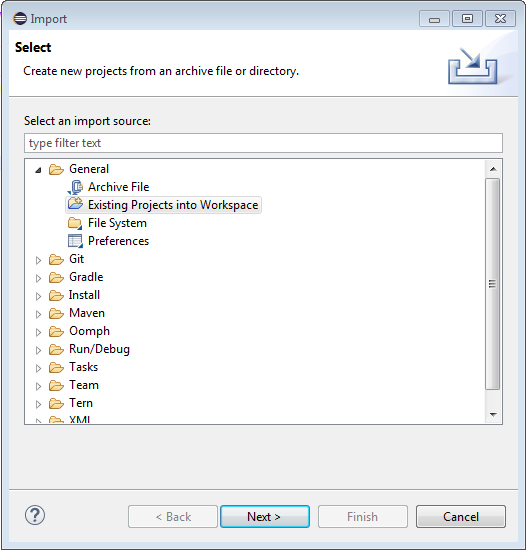 Import
Select
Create new projects from an archive file or directory.
Select an import source:
type filter text
General
Archive File
Existing Projects into Workspace
File System
Preferences
Git
Gradle
Install
Maven
Oomph
Run/Debug
Tasks
Team
Tern
XML
?
< Back
Next >
Finish
Cancel